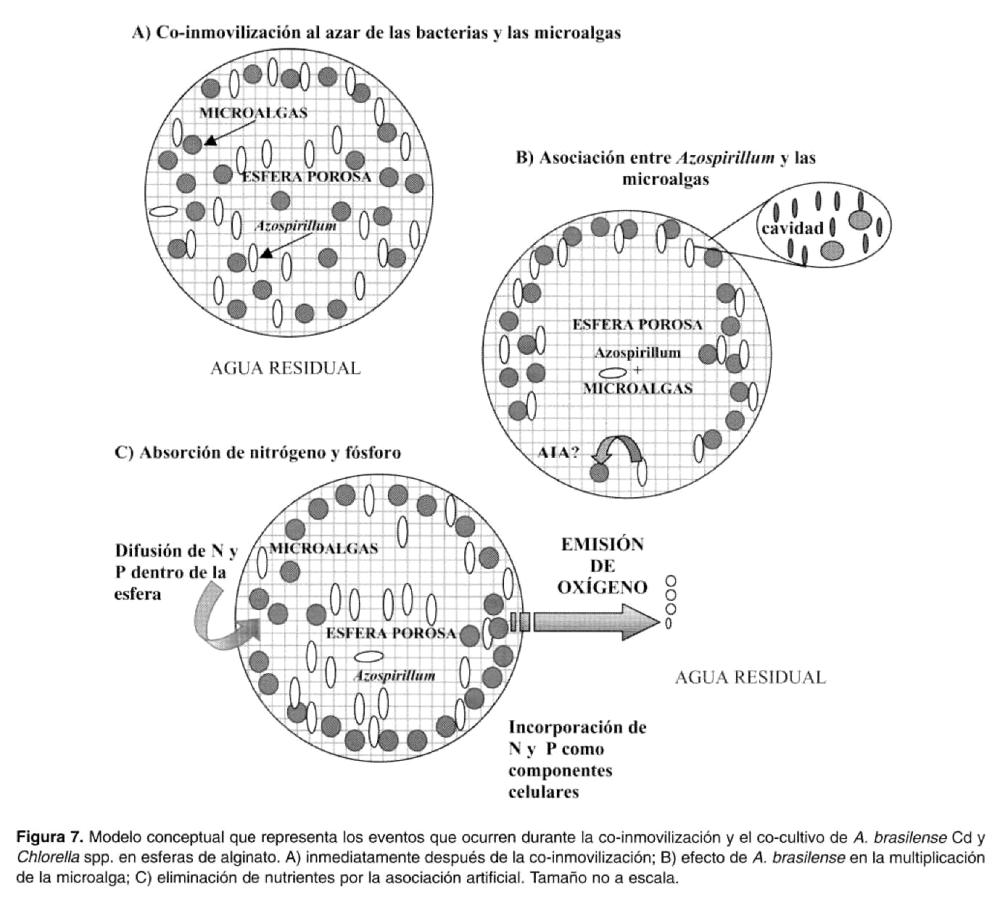 A) Co-inmovilización al azar de las bacterias y las microalgas
MICROALGAS
ESFERA POROSA
Azospirillum
AGUA RESIDUAL
B) Asociación entre Azospirillum y las
microalgas
cavidad
ESFERA POROSA
Azospirillum
+
MICROALGAS
AIA?
C) Absorción de nitrógeno y fósforo
Difusión de N y
P dentro de la
esfera
MICROALGAS
ESFERA POROSA
Azospirillum
EMISIÓN
DE
OXÍGENO
AGUA RESIDUAL
Incorporación de
N y P como
componentes
celulares
Figura 7. Modelo conceptual que representa los eventos que ocurren durante la co-inmovilización y el co-cultivo de A. brasilense Cd y
Chlorella spp. en esferas de alginato. A) inmediatamente después de la co-inmovilización; B) efecto de A. brasilense en la multiplicación
de la microalga; C) eliminación de nutrientes por la asociación artificial. Tamaño no a escala.